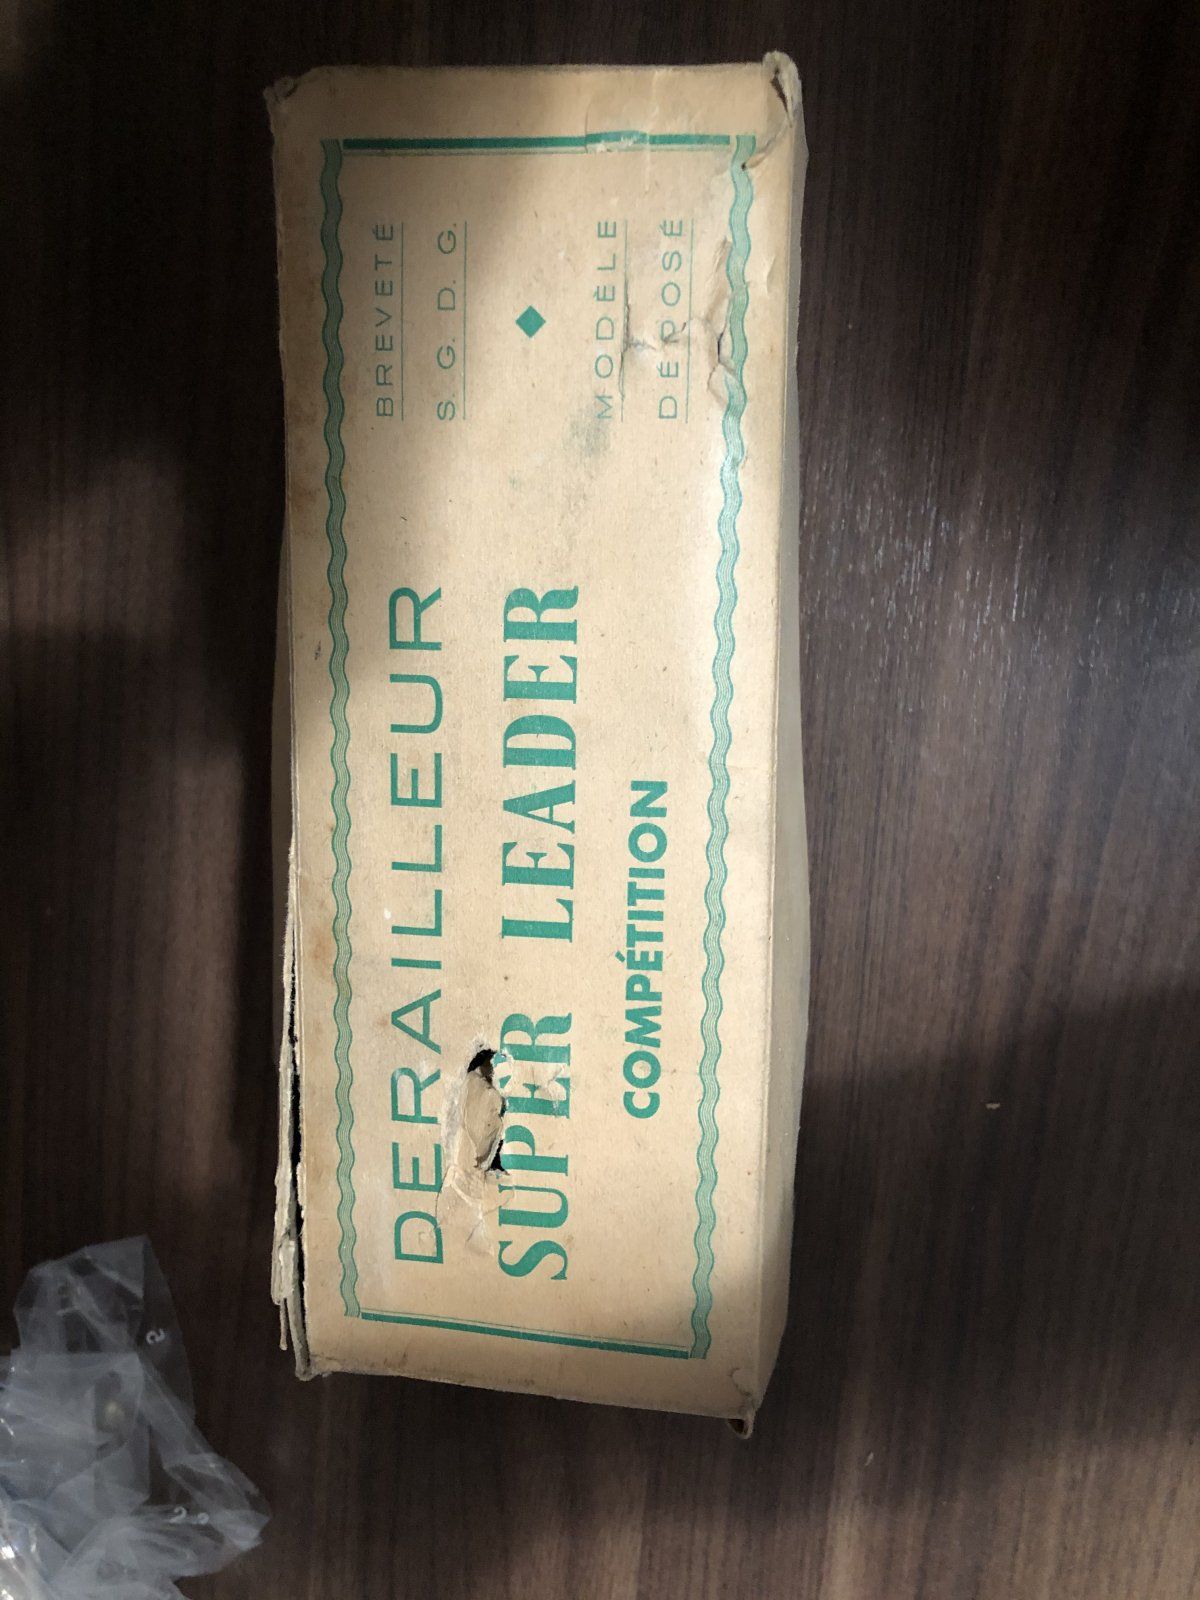 DERAILLEUR
SUPER LEADER
COMPÉTITION
BREVETÉ
S. G. D. G.
MODÈLE
DÉPOSÉ